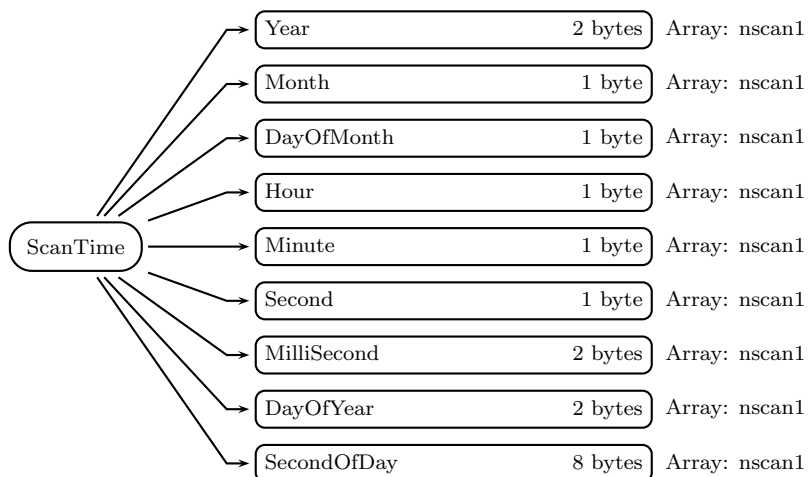 Year 2 bytes Array: nscan1
Month 1 byte Array: nscan1
DayOfMonth 1 byte Array: nscan1
Hour 1 byte Array: nscan1
ScanTime
Minute 1 byte Array: nscan1
Second 1 byte Array: nscan1
MilliSecond 2 bytes Array: nscan1
DayOfYear 2 bytes Array: nscan1
SecondOfDay 8 bytes Array: nscan1